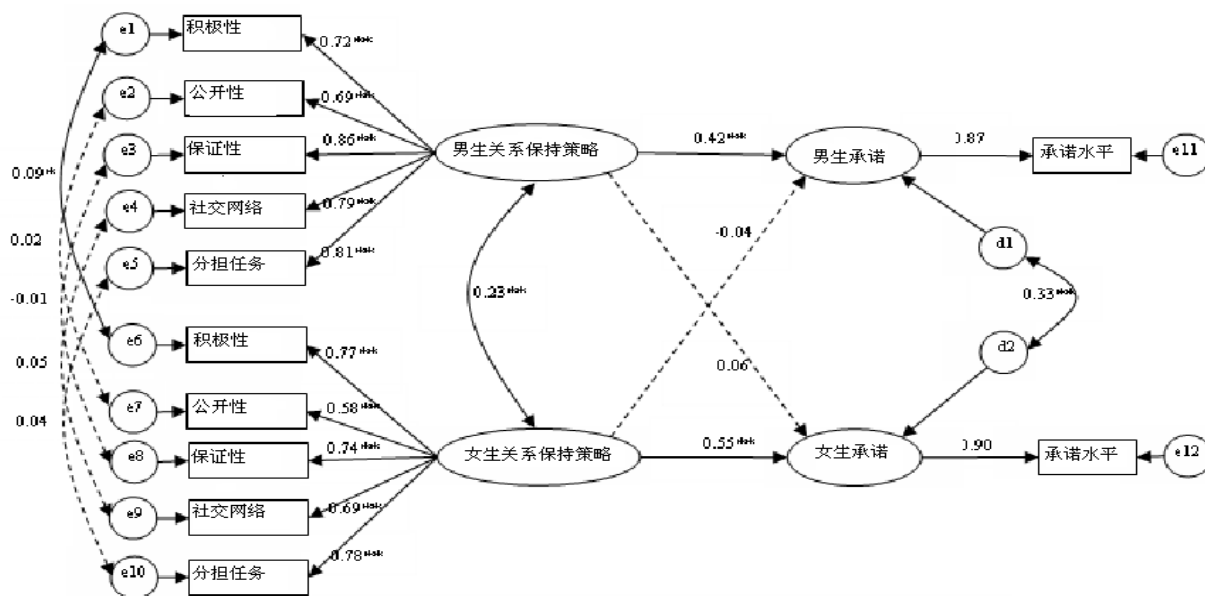 e1
积极性
0.72***
e2
公开性
0.69***
e3
保证性
0.86***
男生关系保持策略
0.42***
男生承诺
0.87
承诺水平
e11
0.09**
e4
社交网络
0.79***
0.02
e5
分担任务
0.81***
-0.04
d1
-0.01
0.23***
0.33***
e6
积极性
0.77***
d2
0.05
0.06
e7
公开性
0.58***
0.04
e8
保证性
0.74***
女生关系保持策略
0.55***
女生承诺
0.90
承诺水平
e12
e9
社交网络
0.69***
e10
分担任务
0.78***